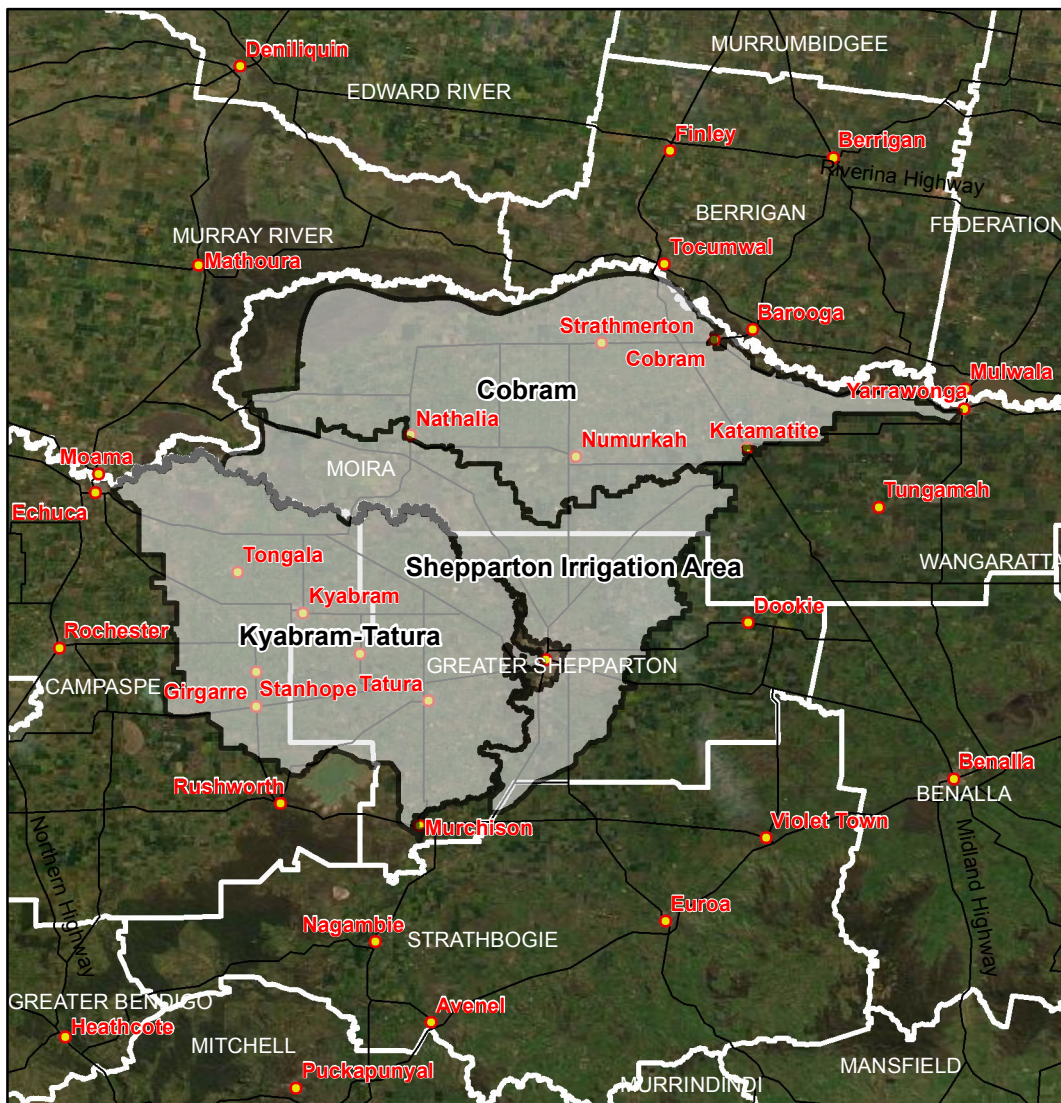 Deniliquin
MURRUMBIDGEE
EDWARD RIVER
Finley
Berrigan
Riverina Highway
BERRIGAN
FEDERATION
MURRAY RIVER
Mathoura
Tocumwal
Strathmerton
Barooga
Cobram
Cobram
Mulwala
Yarrawonga
Nathalia
Numurkah
Katamatite
Moama
MOIRA
Echuca
Tungamah
Tongala
Shepparton Irrigation Area
WANGARATTA
Kyabram
Dookie
Rochester
Kyabram-Tatura
GREATER SHEPPARTON
CAMPASPE
Girgarre
Stanhope
Tatura
Rushworth
Benalla
BENALLA
Murchison
Violet Town
Northern Highway
Midland Highway
Euroa
Nagambie
STRATHBOGIE
GREATER BENDIGO
Avenel
Heathcote
MITCHELL
MANSFIELD
Puckapunyal
MURRINDINDI